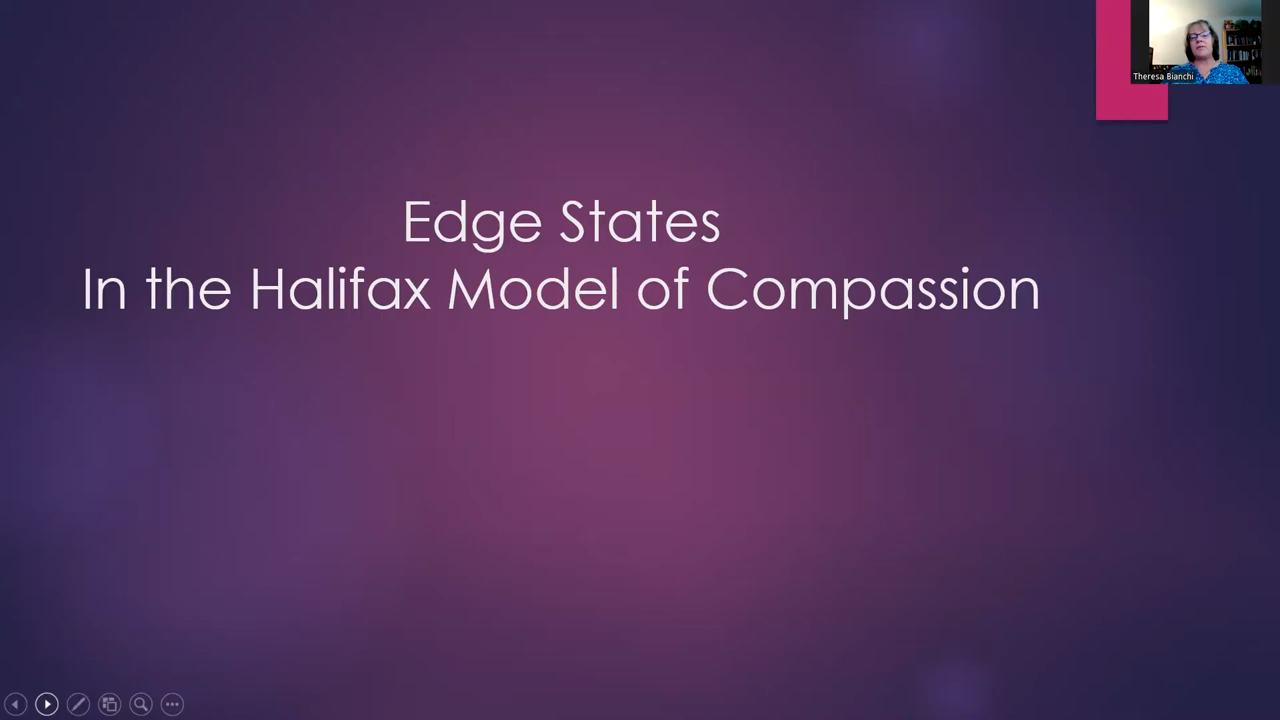 Theresa Bianchi
Edge States
In the Halifax Model of Compassion